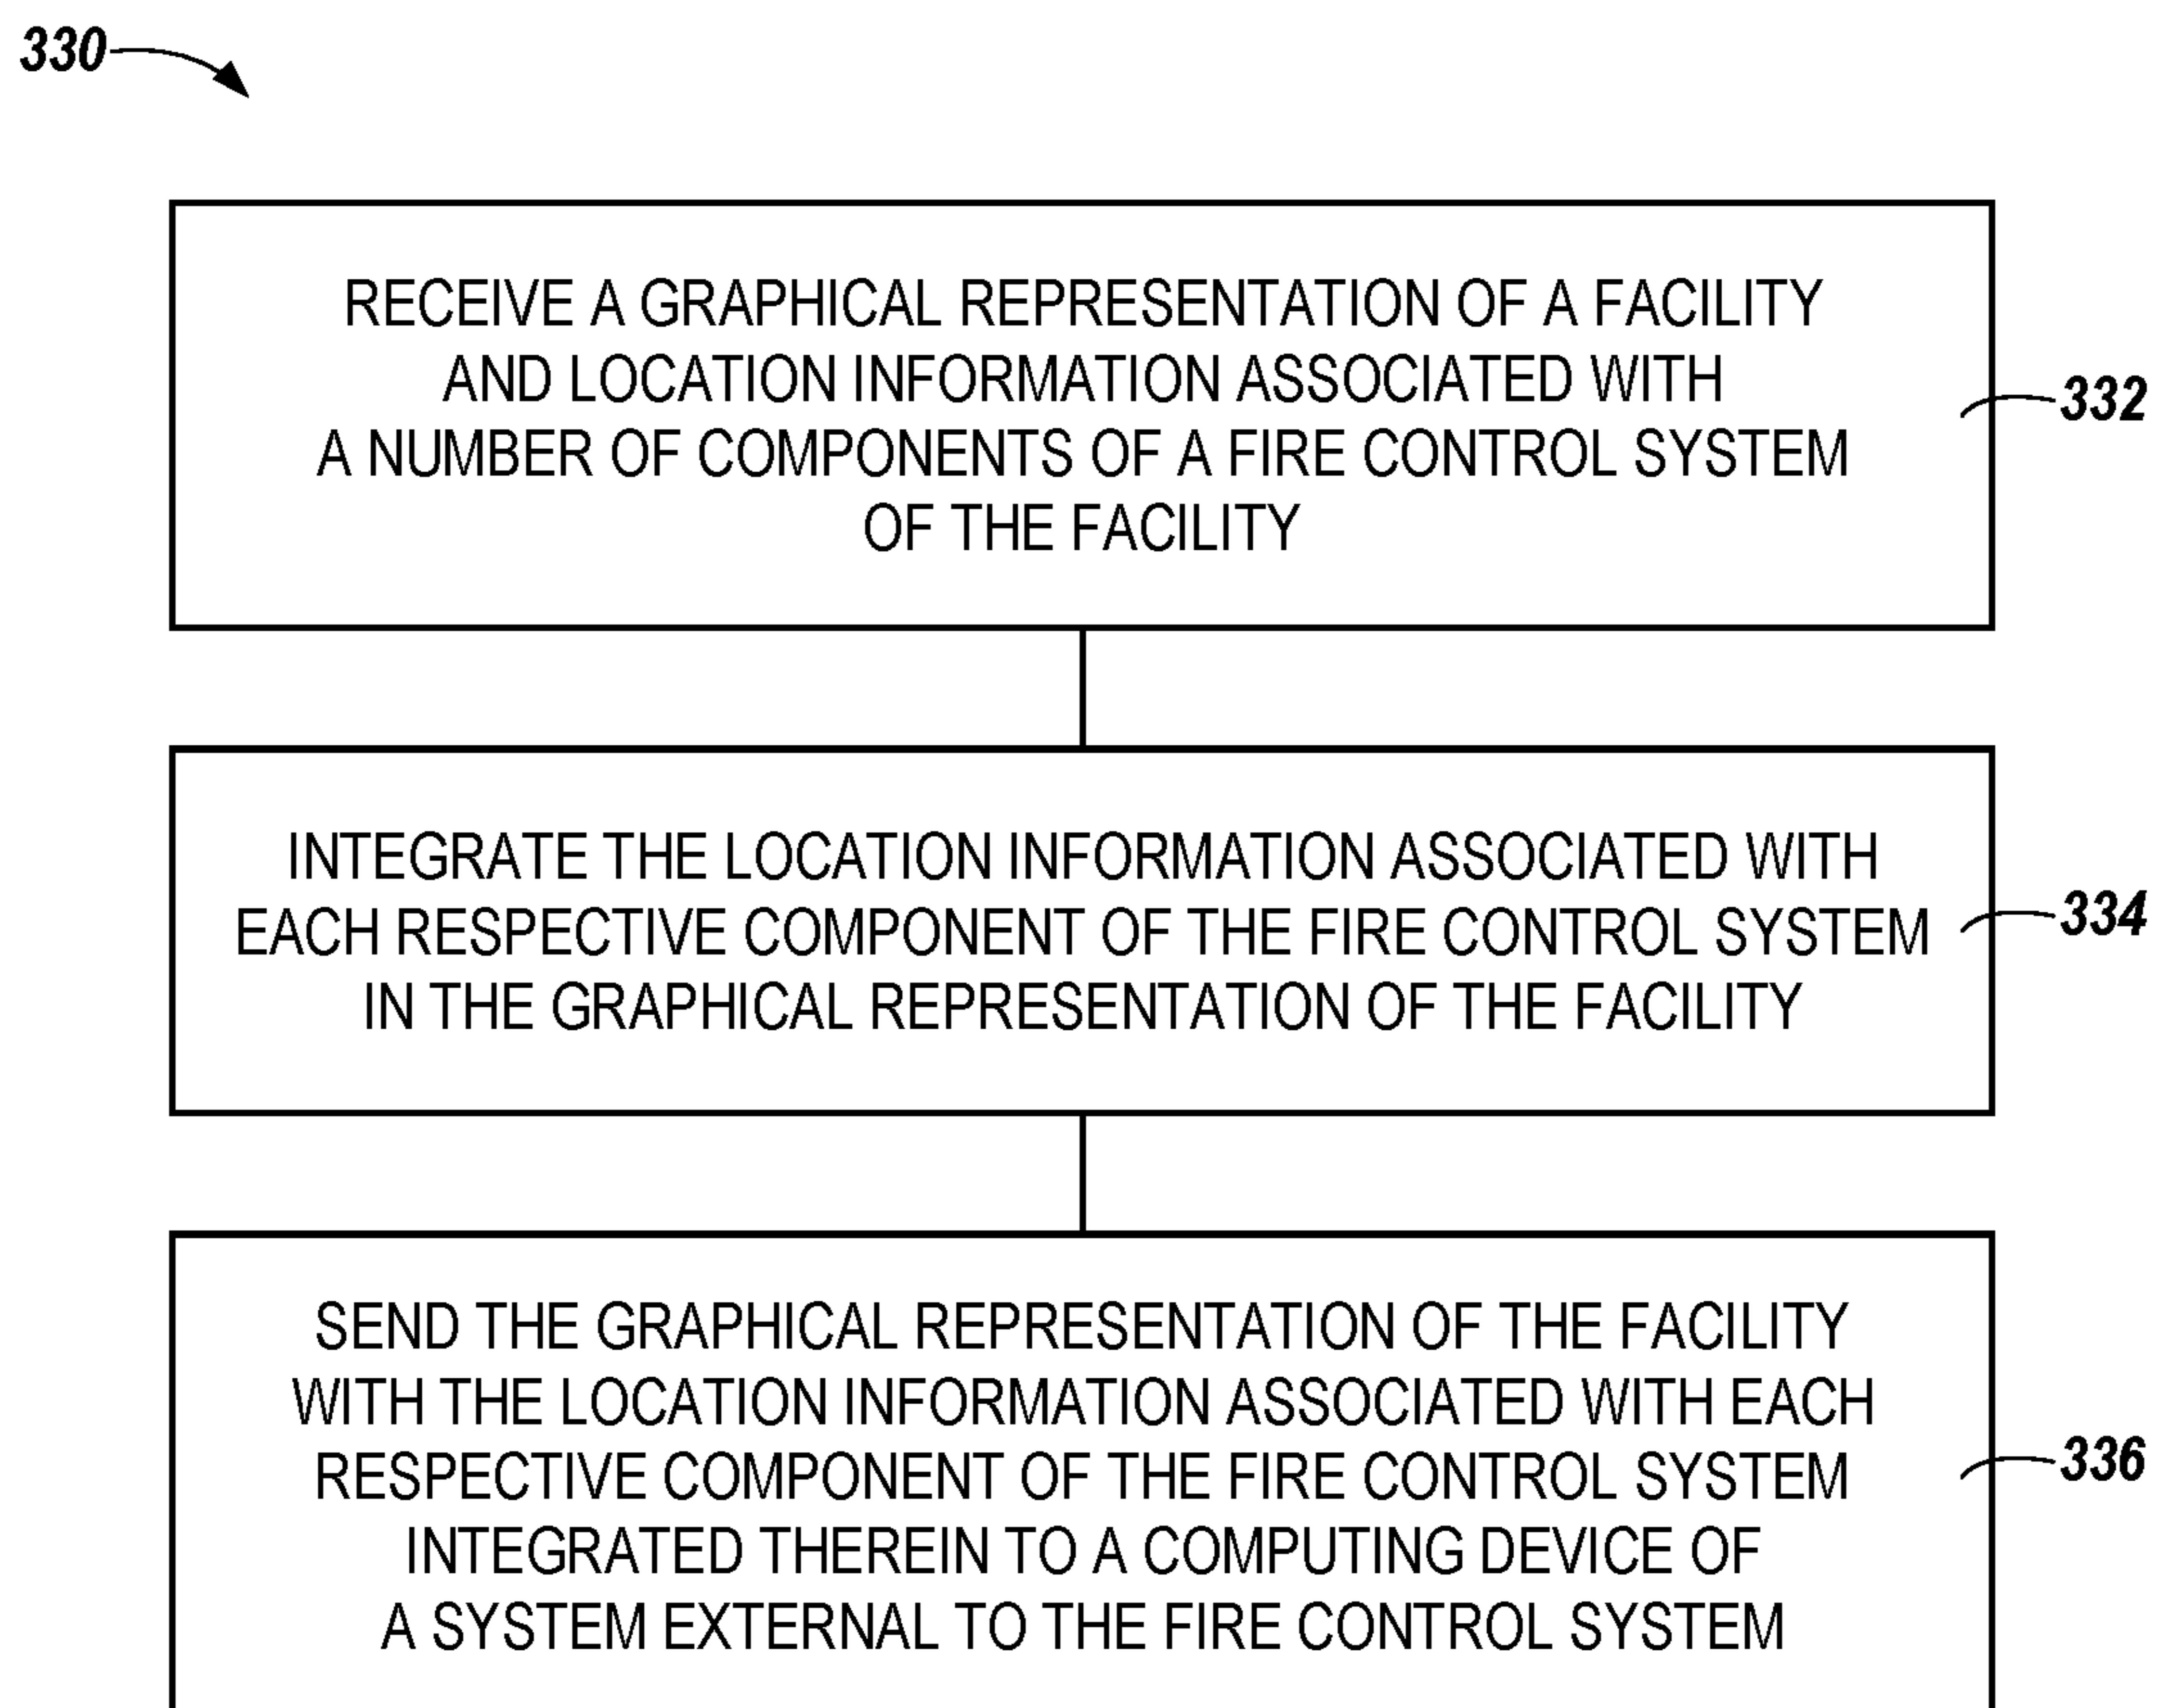 330
RECEIVE A GRAPHICAL REPRESENTATION OF A FACILITY
AND LOCATION INFORMATION ASSOCIATED WITH
A NUMBER OF COMPONENTS OF A FIRE CONTROL SYSTEM
OF THE FACILITY
332
INTEGRATE THE LOCATION INFORMATION ASSOCIATED WITH
EACH RESPECTIVE COMPONENT OF THE FIRE CONTROL SYSTEM
IN THE GRAPHICAL REPRESENTATION OF THE FACILITY
334
SEND THE GRAPHICAL REPRESENTATION OF THE FACILITY
WITH THE LOCATION INFORMATION ASSOCIATED WITH EACH
RESPECTIVE COMPONENT OF THE FIRE CONTROL SYSTEM
INTEGRATED THEREIN TO A COMPUTING DEVICE OF
A SYSTEM EXTERNAL TO THE FIRE CONTROL SYSTEM
336